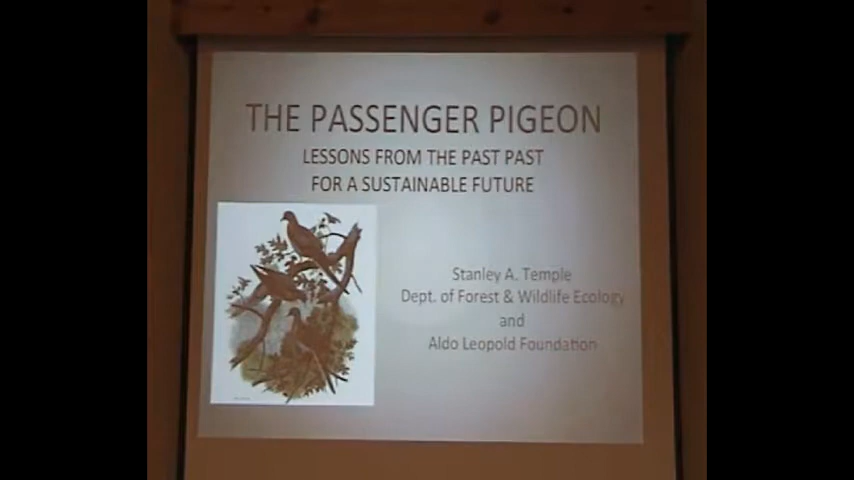 THE PASSENGER PIGEON
LESSONS FROM THE PAST PAST
FOR A SUSTAINABLE FUTURE
Stanley A. Temple
Dept. of Forest & Wildlife Ecology
and
Aldo Leopold Foundation